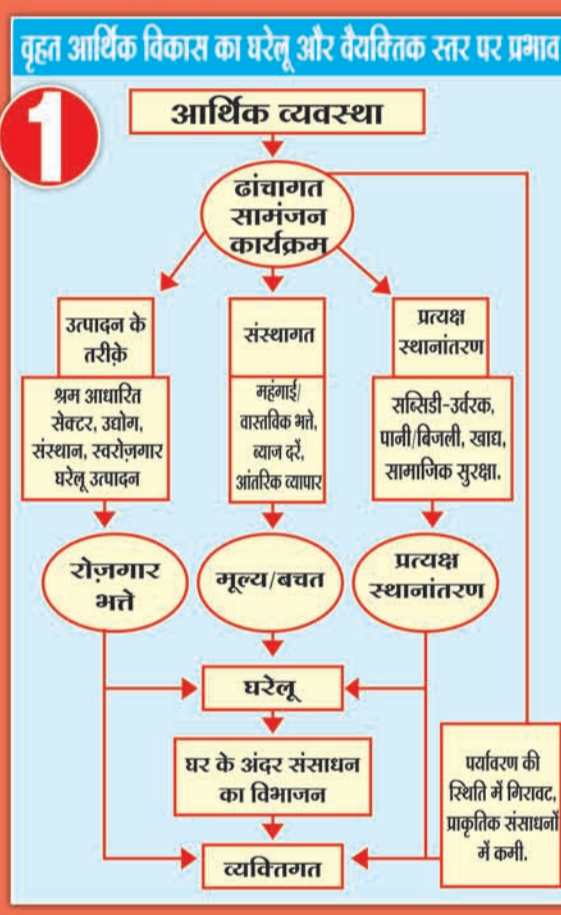 वृहत आर्थिक विकास का घरेलू और वैयक्तिक स्तर पर प्रभाव
1
आर्थिक व्यवस्था
ढांचागत
सामंजन
कार्यक्रम
उत्पादन के
तरीक़े
श्रम आधारित
सेक्टर, उद्योग,
संस्थान, स्वरोज़गार
घरेलू उत्पादन
संस्थागत
महंगाई/
वास्तविक भत्ते,
ब्याज दरें,
आंतरिक व्यापार
प्रत्यक्ष
स्थानांतरण
सब्सिडी-उर्वरक,
पानी/बिजली, खाद्य,
सामाजिक सुरक्षा.
रोज़गार
भत्ते
मूल्य/बचत
प्रत्यक्ष
स्थानांतरण
घरेलू
घर के अंदर संसाधन
का विभाजन
व्यक्तिगत
पर्यावरण की
स्थिति में गिरावट,
प्राकृतिक संसाधनों
में कमी.